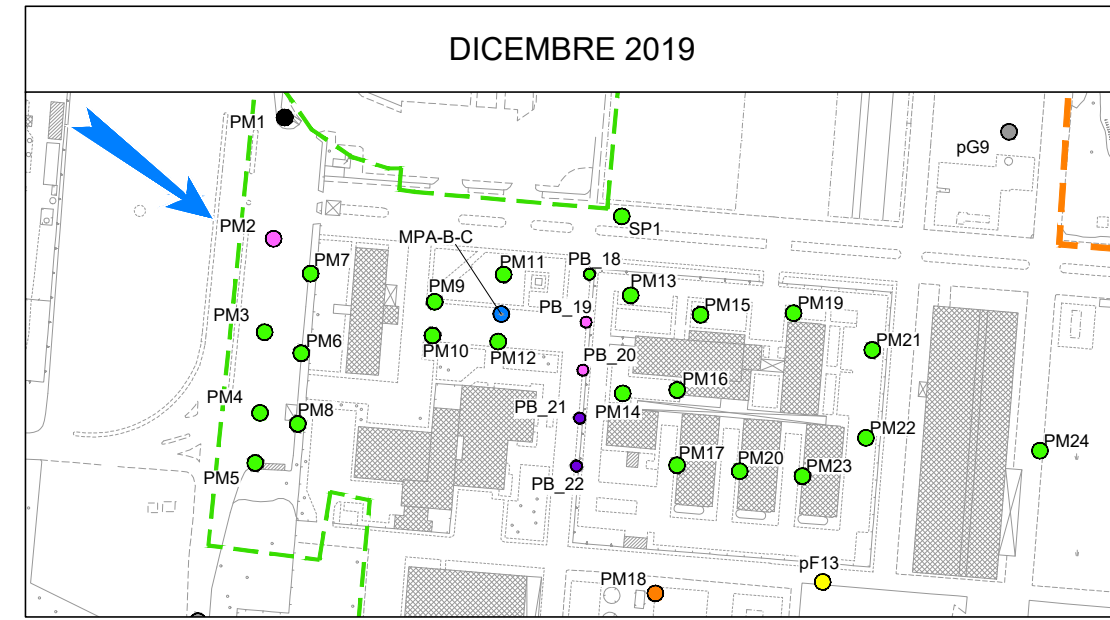 DICEMBRE 2019
PM1
pG9
PM2
SP1
MPA-B-C
PM7
PM11
PB_18
PM13
PM9
PB_19
PM15
PM19
PM3
PM6
PM10
PM12
PB_20
PM21
PM16
PM4
PM8
PB_21
PM14
PM22
PM24
PM5
PB_22
PM17
PM20
PM23
PM18
pF13